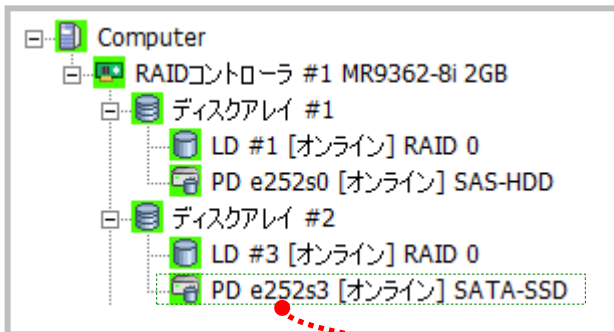 Computer
RAIDコントローラ #1 MR9362-8i 2GB
ディスクアレイ #1
LD #1 [オンライン] RAID 0
PD e252s0 [オンライン] SAS-HDD
ディスクアレイ #2
LD #3 [オンライン] RAID 0
PD e252s3 [オンライン] SATA-SSD